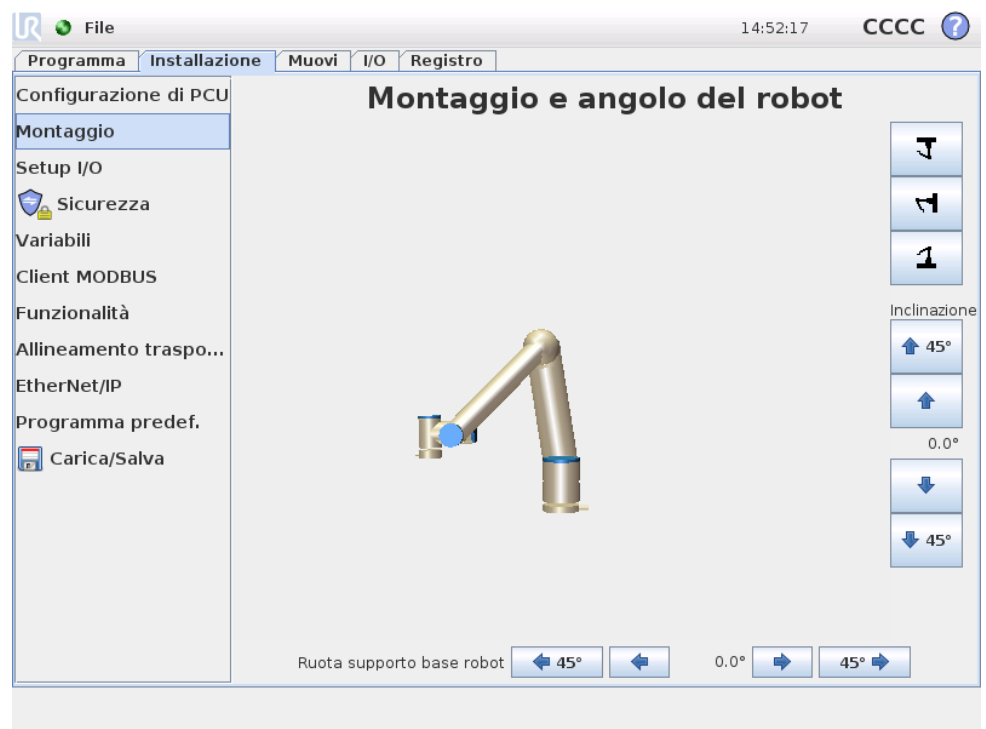 UR File 14:52:17 CCCC ?
Programma Installazione Muovi I/O Registro
Configurazione di PCU
Montaggio
Setup I/O
Sicurezza
Variabili
Client MODBUS
Funzionalità
Allineamento traspo...
EtherNet/IP
Programma predef.
Carica/Salva
Montaggio e angolo del robot
Inclinazione
45°
0.0°
45°
Ruota supporto base robot 45° 0.0° 45°